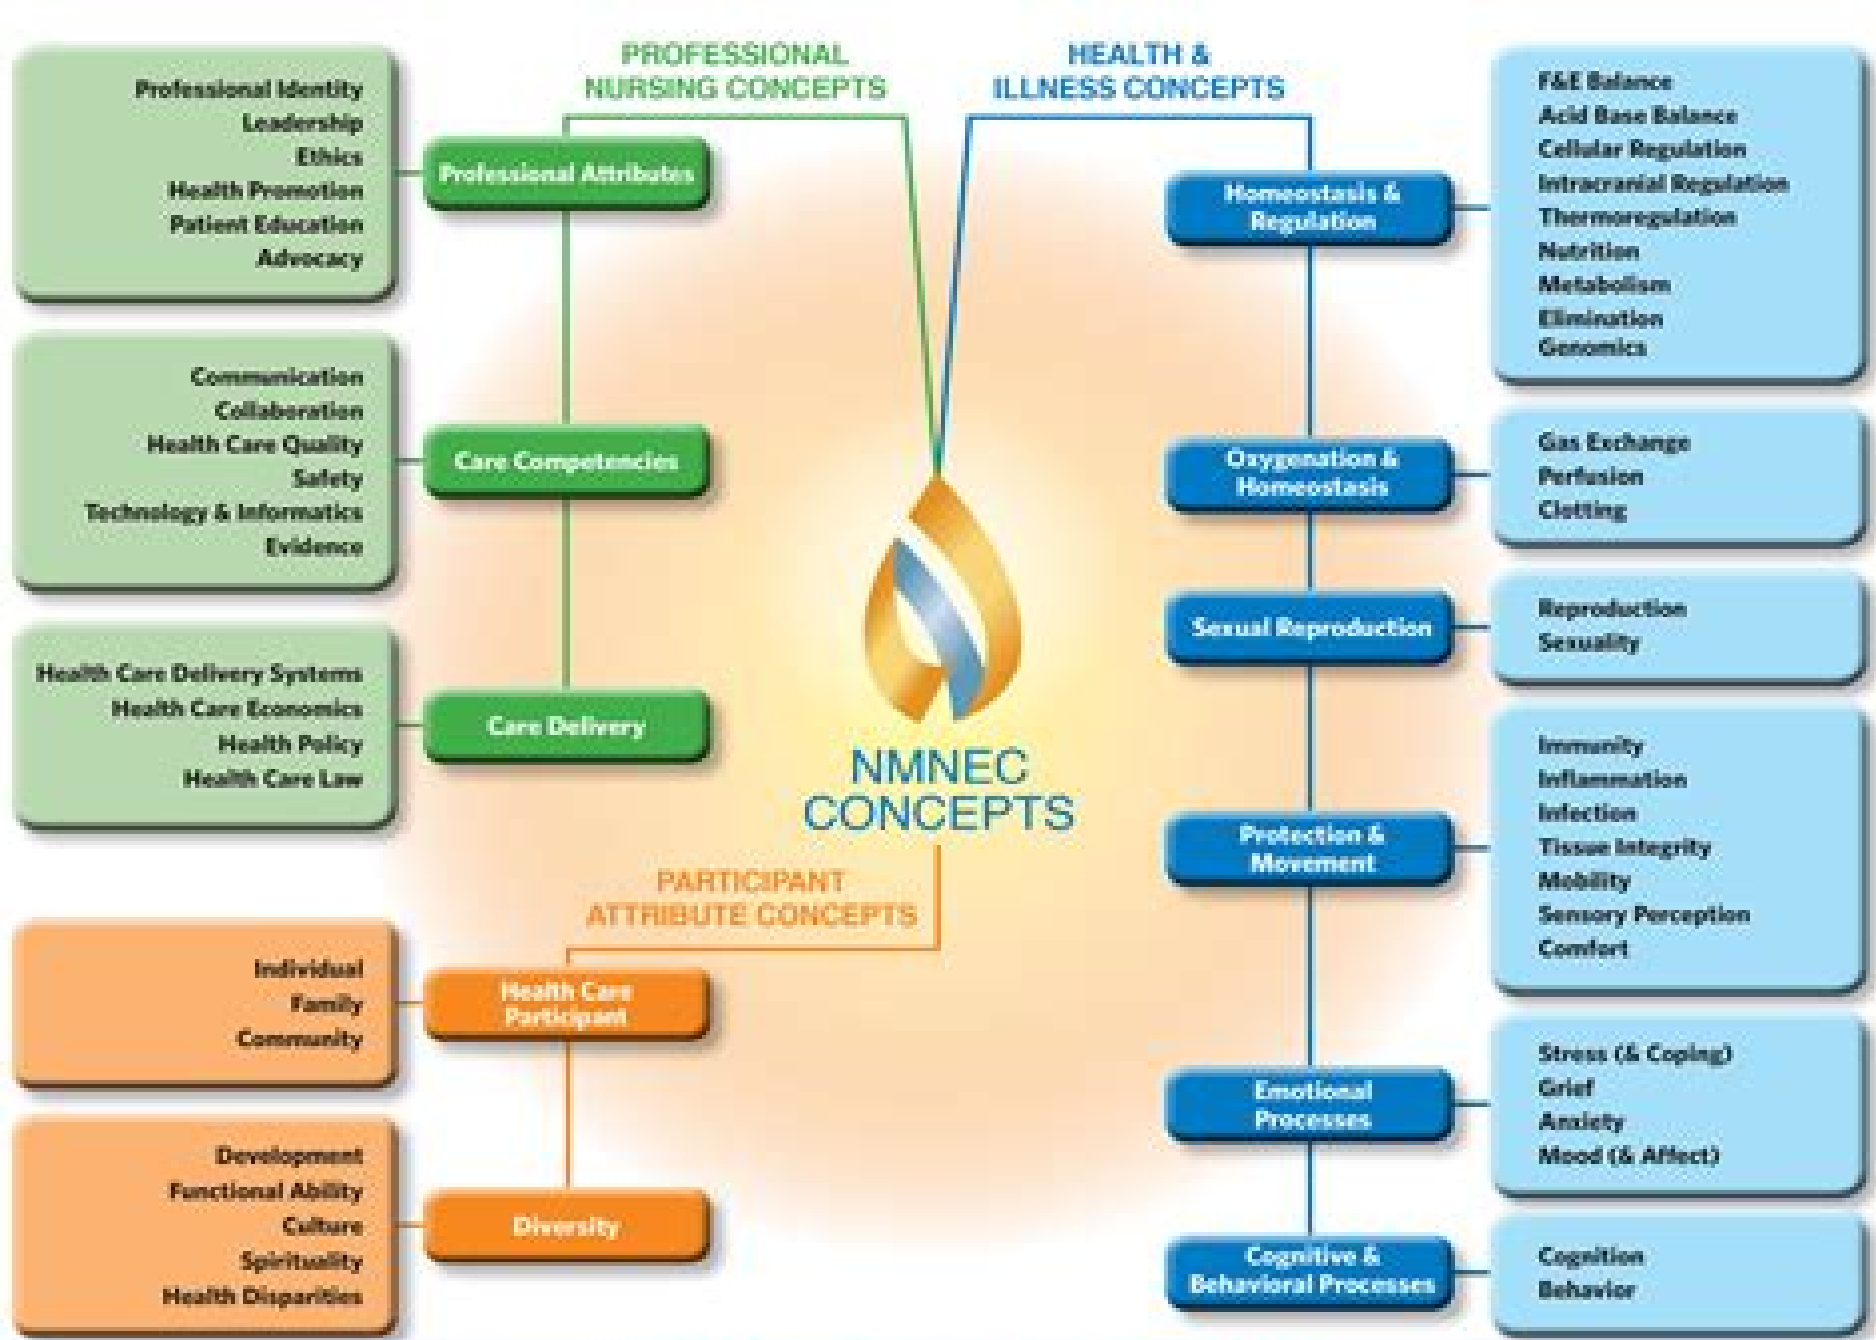 PROFESSIONAL
NURSING CONCEPTS
Professional Attributes
Professional Identity
Leadership
Ethics
Health Promotion
Patient Education
Advocacy
Care Competencies
Communication
Collaboration
Health Care Quality
Safety
Technology & Informatics
Evidence
Care Delivery
Health Care Delivery Systems
Health Care Economics
Health Policy
Health Care Law
HEALTH &
ILLNESS CONCEPTS
Homeostasis &
Regulation
F&E Balance
Acid Base Balance
Cellular Regulation
Intracranial Regulation
Thermoregulation
Nutrition
Metabolism
Elimination
Genomics
Oxygenation &
Homeostasis
Gas Exchange
Perfusion
Clotting
Sexual Reproduction
Reproduction
Sexuality
Protection &
Movement
Immunity
Inflammation
Infection
Tissue Integrity
Mobility
Sensory Perception
Comfort
Emotional
Processes
Stress (& Coping)
Grief
Anxiety
Mood (& Affect)
Cognitive &
Behavioral Processes
Cognition
Behavior
NMNEC
CONCEPTS
PARTICIPANT
ATTRIBUTE CONCEPTS
Health Care
Participant
Individual
Family
Community
Diversity
Development
Functional Ability
Culture
Spirituality
Health Disparities